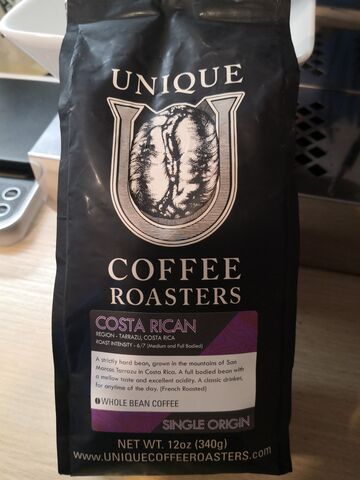 UNIQUE
COFFEE
ROASTERS
COSTA RICAN
REGION - TARRAZU, COSTA RICA
ROAST INTENSITY - 6/7 (Medium and Full Bodied)
A strictly hard bean, grown in the mountains of San
Marcos Tarrazu in Costa Rica. A full bodied bean with
a mellow taste and excellent acidity. A classic drinker,
for anytime of the day. (French Roasted)
WHOLE BEAN COFFEE
SINGLE ORIGIN
NET WT. 12oz (340g)
www.UNIQUECOFFEEROASTERS.com